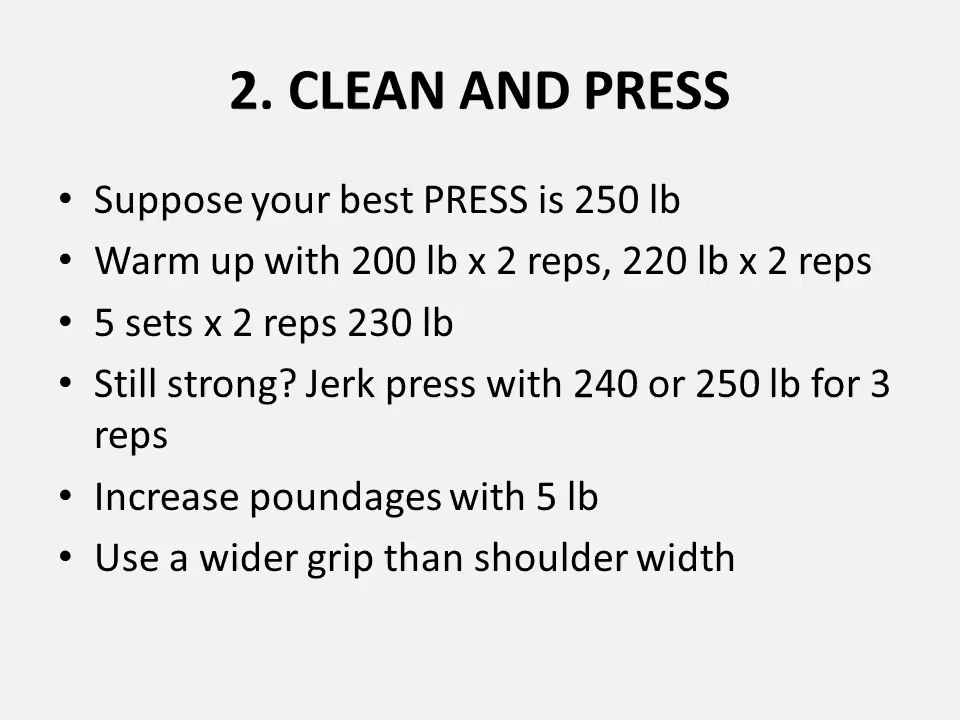 2. CLEAN AND PRESS
• Suppose your best PRESS is 250 lb
• Warm up with 200 lb x 2 reps, 220 lb x 2 reps
• 5 sets x 2 reps 230 lb
• Still strong? Jerk press with 240 or 250 lb for 3
reps
• Increase poundages with 5 lb
• Use a wider grip than shoulder width